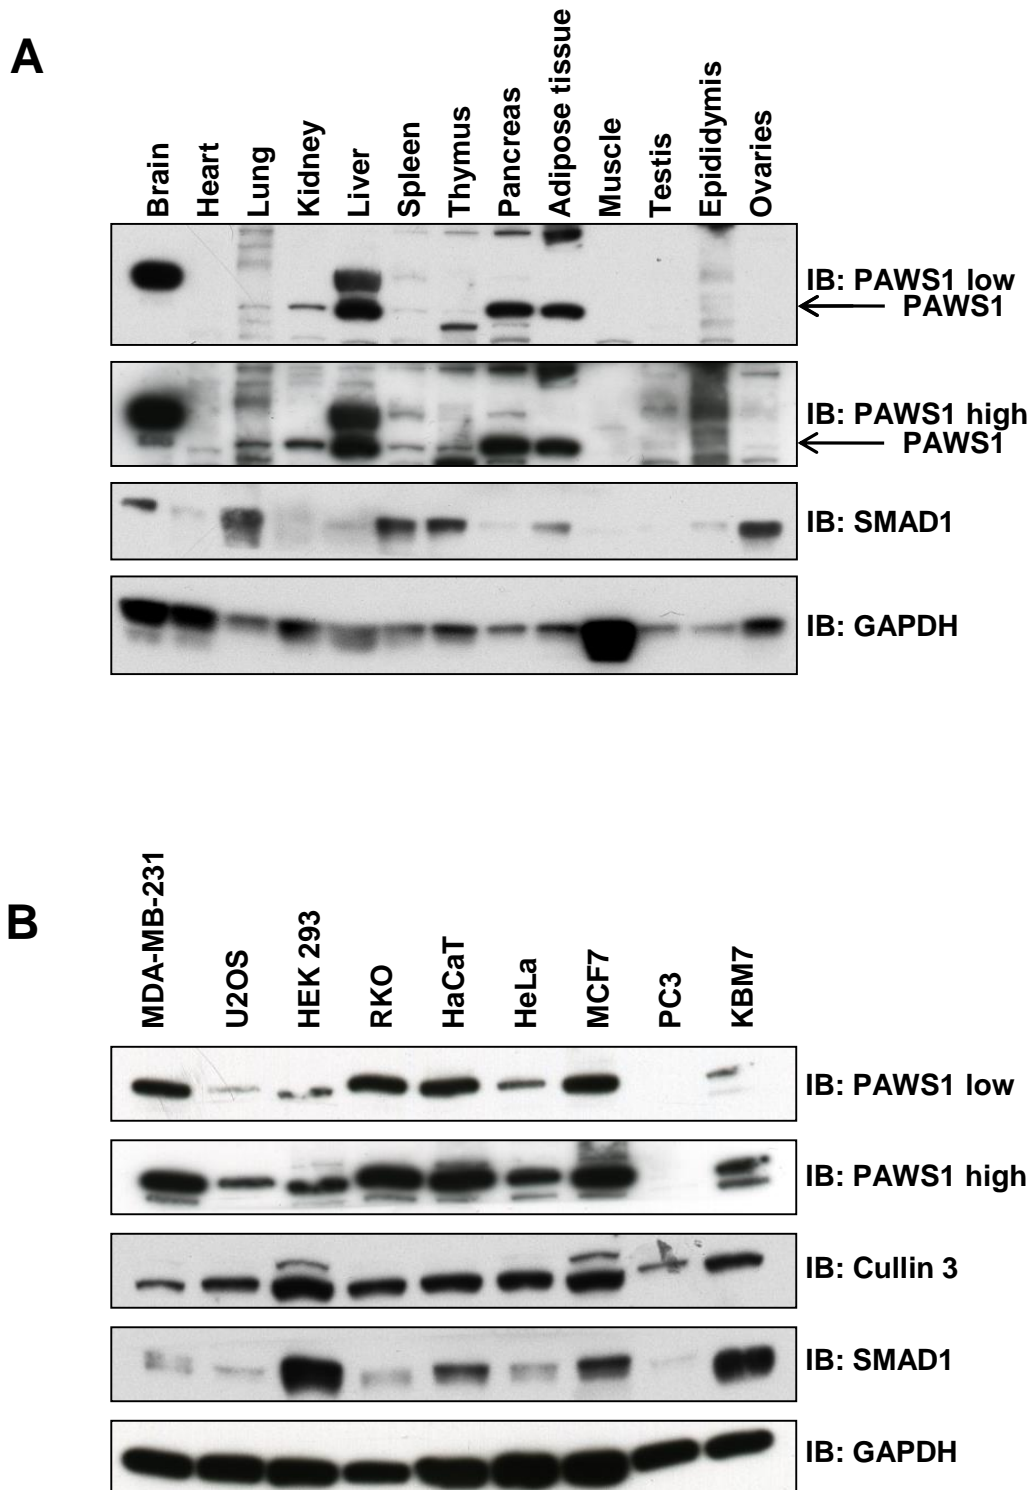 A
Brain
Heart
Lung
Kidney
Liver
Spleen
Thymus
Pancreas
Adipose tissue
Muscle
Testis
Epididymis
Ovaries
IB: PAWS1 low
PAWS1
IB: PAWS1 high
PAWS1
IB: SMAD1
IB: GAPDH
B
MDA-MB-231
U2OS
HEK 293
RKO
HaCaT
HeLa
MCF7
PC3
KBM7
IB: PAWS1 low
IB: PAWS1 high
IB: Cullin 3
IB: SMAD1
IB: GAPDH